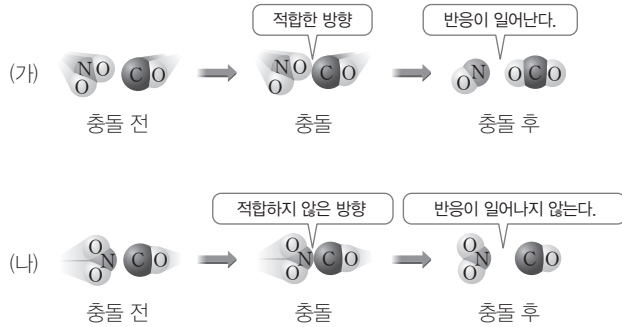 적합한 방향
반응이 일어난다.
(가)
N O O C O
N O O C O
O N O C O
충돌 전
충돌
충돌 후
적합하지 않은 방향
반응이 일어나지 않는다.
(나)
O N O C O
O N O C O
O N O C O
충돌 전
충돌
충돌 후